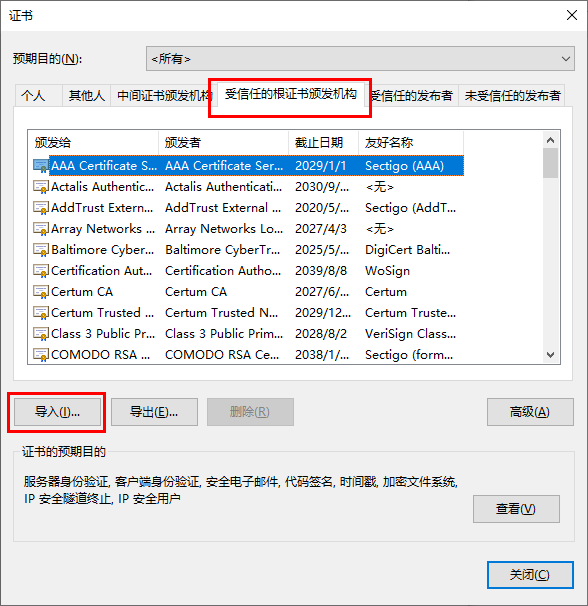 证书
预期目的(N):
<所有>
个人 其他人 中间证书颁发机构 受信任的根证书颁发机构 受信任的发布者 未受信任的发布者
颁发给 颁发者 截止日期 友好名称
AAA Certificate S... AAA Certificate Ser... 2029/1/1 Sectigo (AAA)
Actalis Authentic... Actalis Authenticati... 2030/9/... <无>
AddTrust Extern... AddTrust External ... 2020/5/... Sectigo (AddT...
Array Networks ... Array Networks Lo... 2027/4/3 <无>
Baltimore Cyber... Baltimore CyberTr... 2025/5/... DigiCert Balti...
Certification Aut... Certification Autho... 2039/8/8 WoSign
Certum CA Certum CA 2027/6/... Certum
Certum Trusted ... Certum Trusted N... 2029/12... Certum Truste...
Class 3 Public Pr... Class 3 Public Prim... 2028/8/2 VeriSign Class...
COMODO RSA ... COMODO RSA Ce... 2038/1/... Sectigo (form...
导入(I)... 导出(E)... 删除(R) 高级(A)
证书的预期目的
服务器身份验证, 客户端身份验证, 安全电子邮件, 代码签名, 时间戳, 加密文件系统,
IP 安全隧道终止, IP 安全用户
查看(V)
关闭(C)